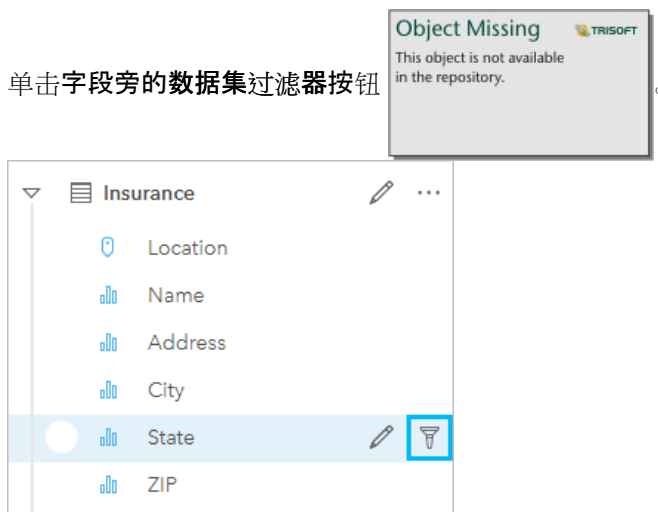 Object Missing TRISOFT
This object is not available
in the repository.
单击字段旁的数据集过滤器按钮 。
Insurance
Location
Name
Address
City
State
ZIP